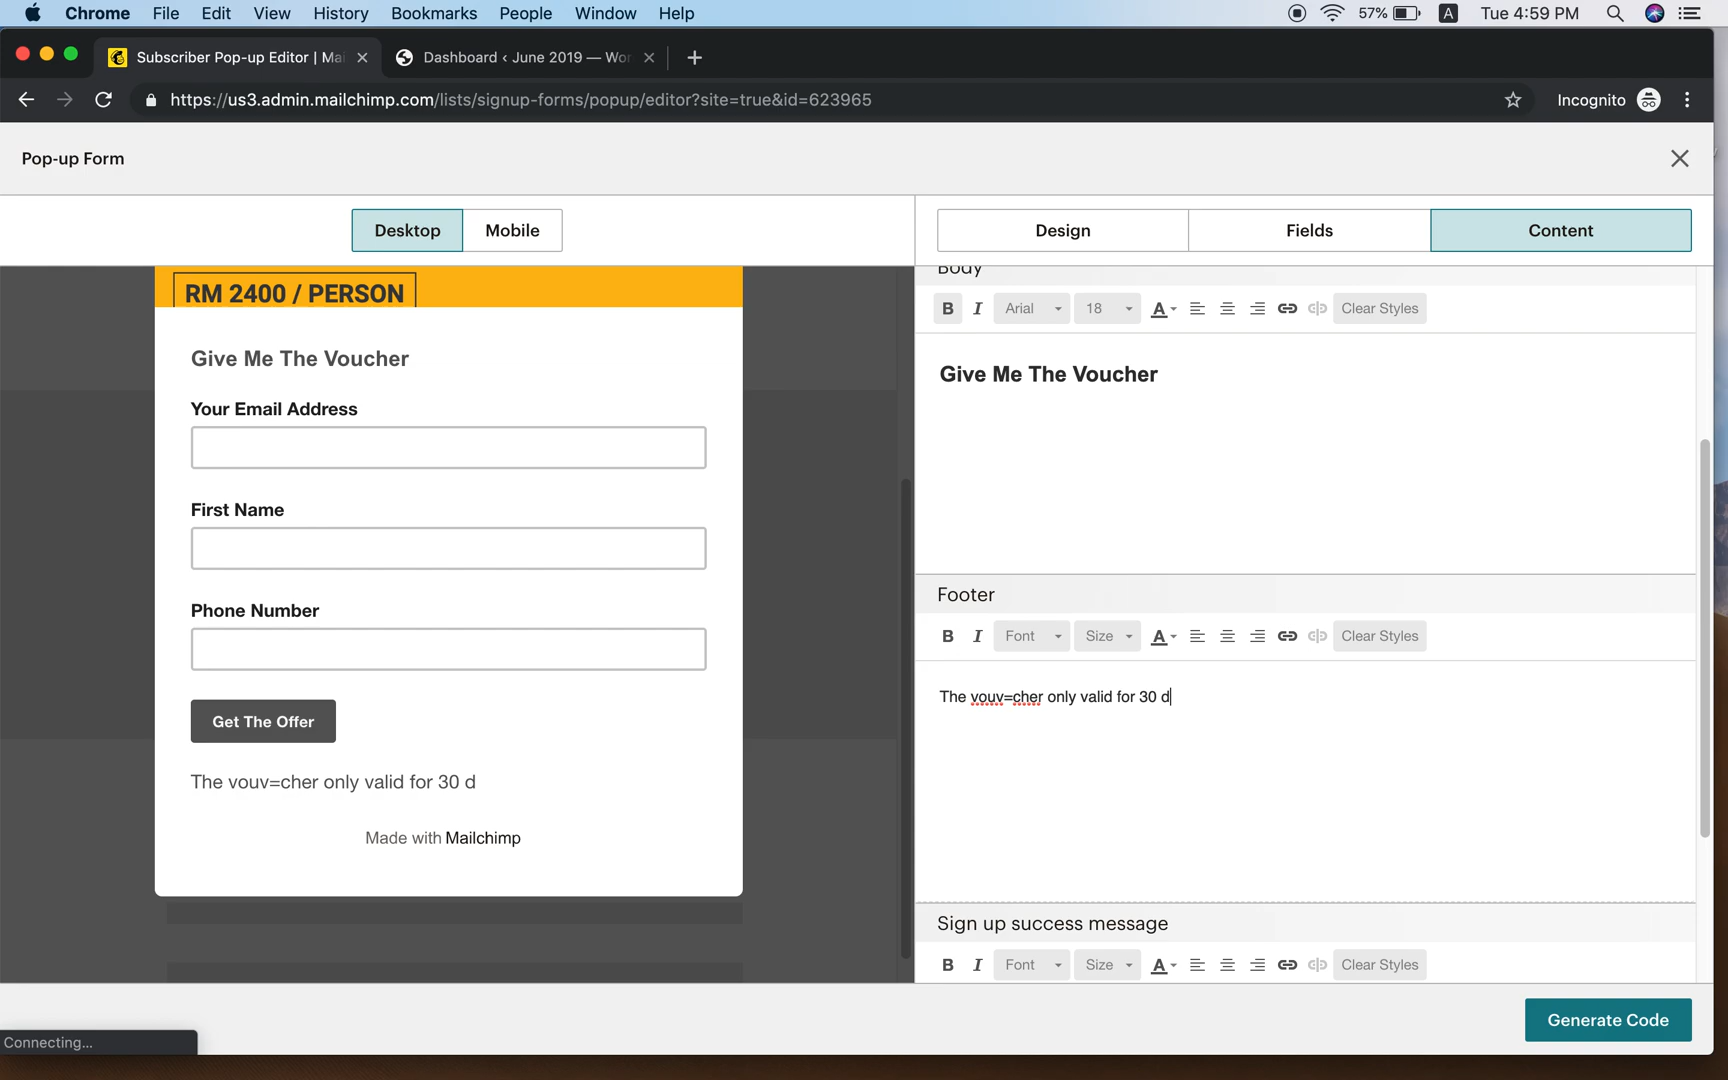 Chrome File Edit View History Bookmarks People Window Help 57% A Tue 4:59 PM
Subscriber Pop-up Editor | Mai Dashboard ‹ June 2019 — Wor
https://us3.admin.mailchimp.com/lists/signup-forms/popup/editor?site=true&id=623965 Incognito
Pop-up Form
Desktop Mobile Design Fields Content
RM 2400 / PERSON
Give Me The Voucher
Your Email Address
First Name
Phone Number
Get The Offer
The vouv=cher only valid for 30 d
Made with Mailchimp
Body
B I Arial 18 A Clear Styles
Give Me The Voucher
Footer
B I Font Size A Clear Styles
The vouv=cher only valid for 30 d
Sign up success message
B I Font Size A Clear Styles
Generate Code
Connecting...